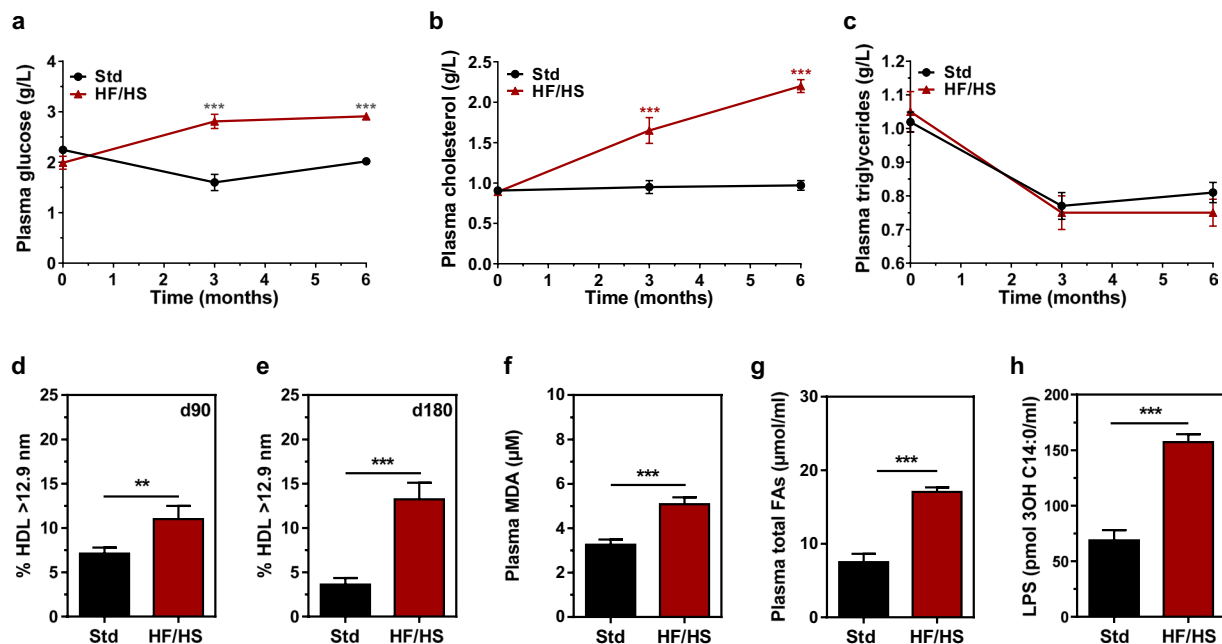 a
Plasma glucose (g/L)
4
3
2
1
0
Std
HF/HS
***
***
0 1 2 3 4 5 6
Time (months)
b
Plasma cholesterol (g/L)
2.5
2.0
1.5
1.0
0.5
0.0
Std
HF/HS
***
***
0 1 2 3 4 5 6
Time (months)
c
Plasma triglycerides (g/L)
1.2
1.1
1.0
0.9
0.8
0.7
0.6
Std
HF/HS
0 1 2 3 4 5 6
Time (months)
d
% HDL >12.9 nm
25
20
15
10
5
0
d90
**
Std HF/HS
e
% HDL >12.9 nm
25
20
15
10
5
0
d180
***
Std HF/HS
f
Plasma MDA (µM)
10
8
6
4
2
0
***
Std HF/HS
g
Plasma total FAs (µmol/ml)
30
20
10
0
***
Std HF/HS
h
LPS (pmol 3OH C14:0/ml)
200
175
150
125
100
75
50
25
0
***
Std HF/HS